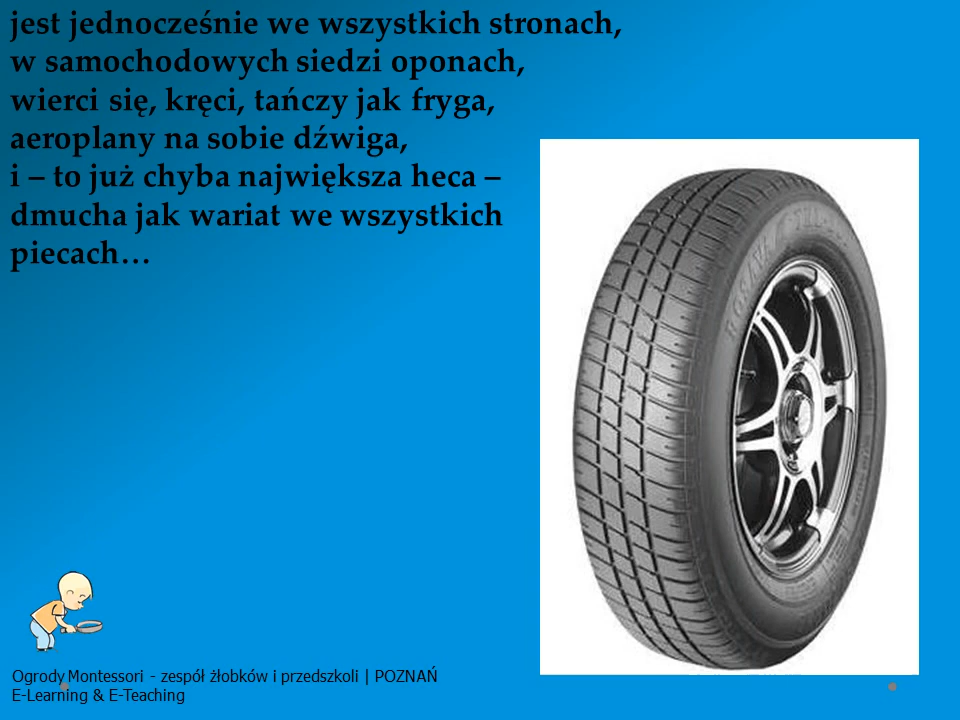 jest jednocześnie we wszystkich stronach,
w samochodowych siedzi oponach,
wierci się, kręci, tańczy jak fryga,
aeroplany na sobie dźwiga,
i – to już chyba największa heca –
dmucha jak wariat we wszystkich
piecach…
Ogrody Montessori - zespół żłobków i przedszkoli | POZNAŃ
E-Learning & E-Teaching